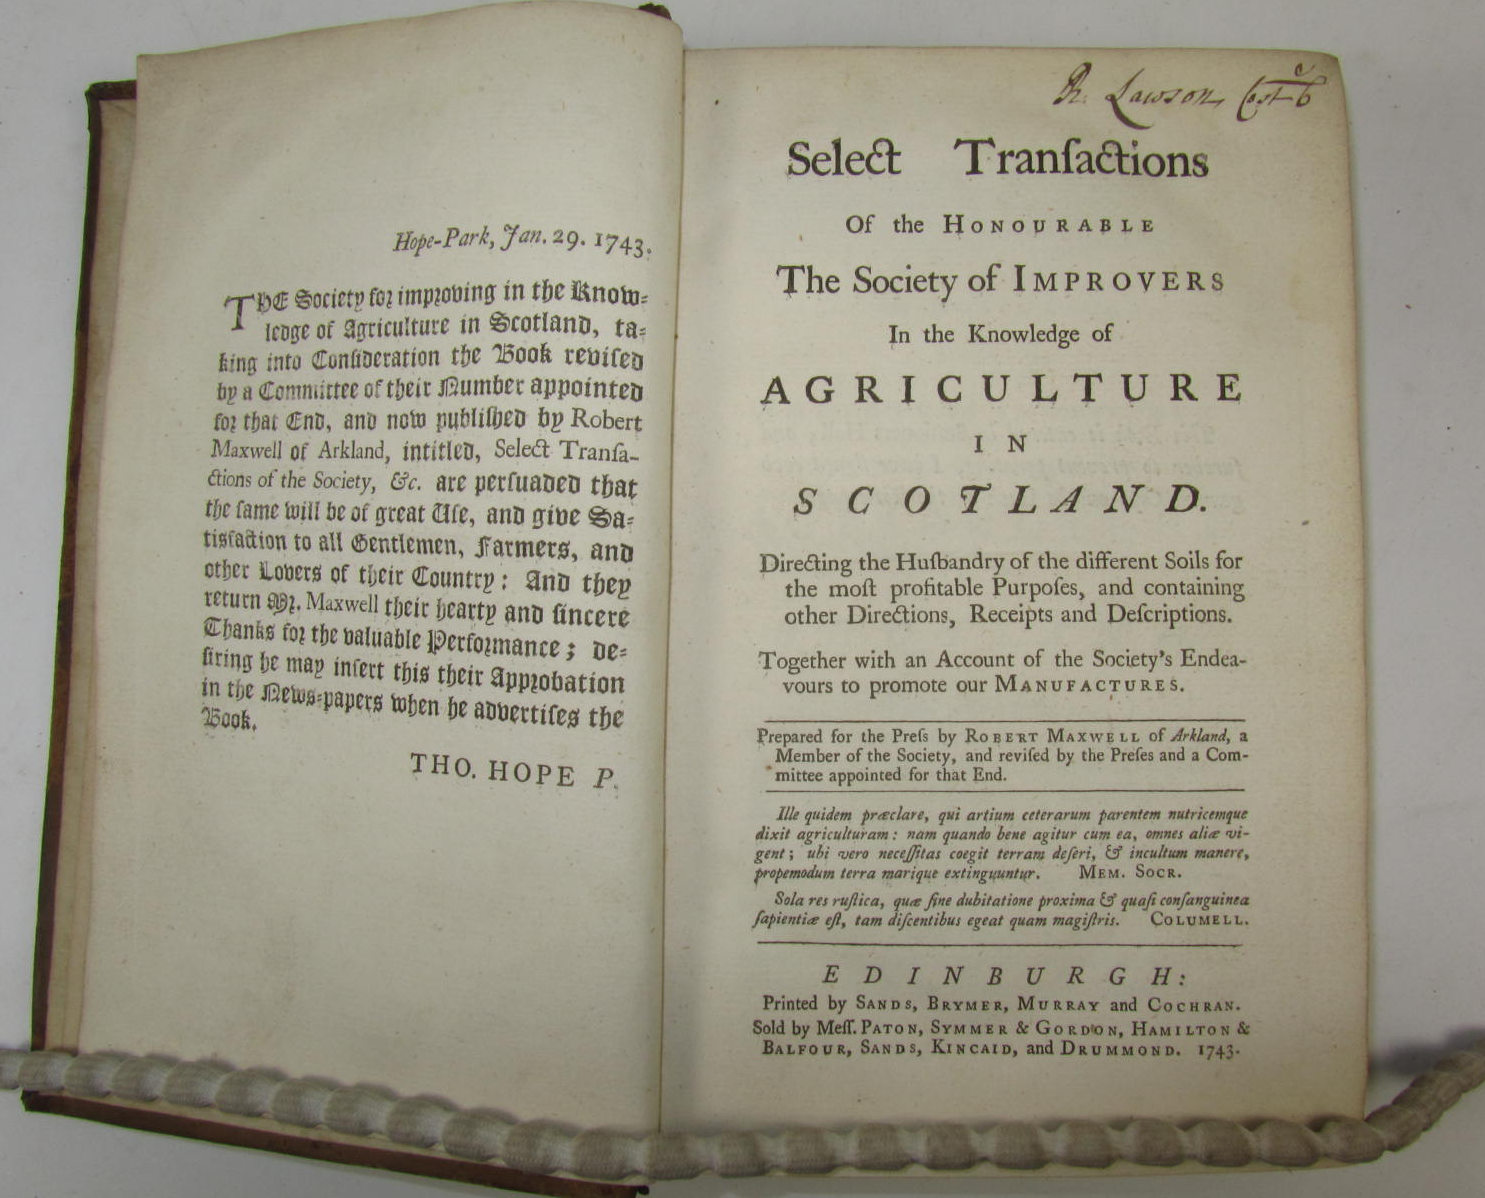 Hope-Park, Jan. 29. 1743.
THE Society for improving in the Know-
ledge of Agriculture in Scotland, ta-
king into Consideration the Book revised
by a Committee of their Number appointed
for that End, and now published by Robert
Maxwell of Arkland, intitled, Select Transa-
ctions of the Society, &c. are persuaded that
the same will be of great Use, and give Sa-
tisfaction to all Gentlemen, Farmers, and
other Lovers of their Country: And they
return Mr. Maxwell their hearty and sincere
Thanks for the valuable Performance; de-
siring he may insert this their Approbation
in the News-papers when he advertises the
Book.
THO. HOPE P.
R. Lawson Cost 6
Select Tranſactions
Of the HONOURABLE
The Society of IMPROVERS
In the Knowledge of
AGRICULTURE
IN
SCOTLAND.
Directing the Huſbandry of the different Soils for
the moſt profitable Purpoſes, and containing
other Directions, Receipts and Deſcriptions.
Together with an Account of the Society's Endea-
vours to promote our MANUFACTURES.
Prepared for the Preſs by ROBERT MAXWELL of Arkland, a
Member of the Society, and reviſed by the Preſes and a Com-
mittee appointed for that End.
Ille quidem præclare, qui artium ceterarum parentem nutricemque
dixit agriculturam: nam quando bene agitur cum ea, omnes aliæ vi-
gent; ubi vero neceſſitas coegit terram deſeri, & incultum manere,
propemodum terra marique extinguuntur. MEM. SOCR.
Sola res ruſtica, quæ ſine dubitatione proxima & quaſi conſanguinea
ſapientiæ eſt, tam diſcentibus egeat quam magiſtris. COLUMELL.
EDINBURGH:
Printed by SANDS, BRYMER, MURRAY and COCHRAN.
Sold by Meſſ. PATON, SYMMER & GORDON, HAMILTON &
BALFOUR, SANDS, KINCAID, and DRUMMOND. 1743.